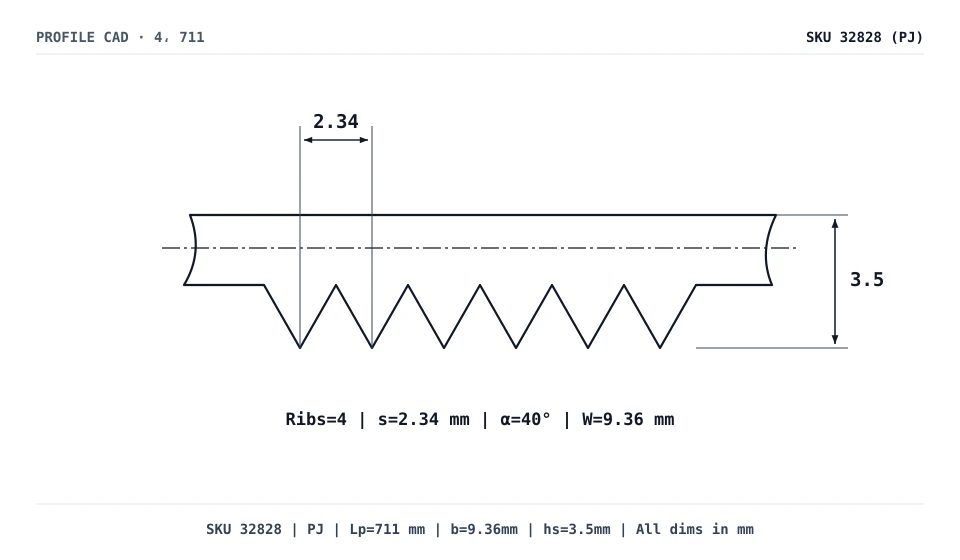 PROFILE CAD · 4، 711
SKU 32828 (PJ)
2.34
3.5
Ribs=4 | s=2.34 mm | α=40° | W=9.36 mm
SKU 32828 | PJ | Lp=711 mm | b=9.36mm | hs=3.5mm | All dims in mm